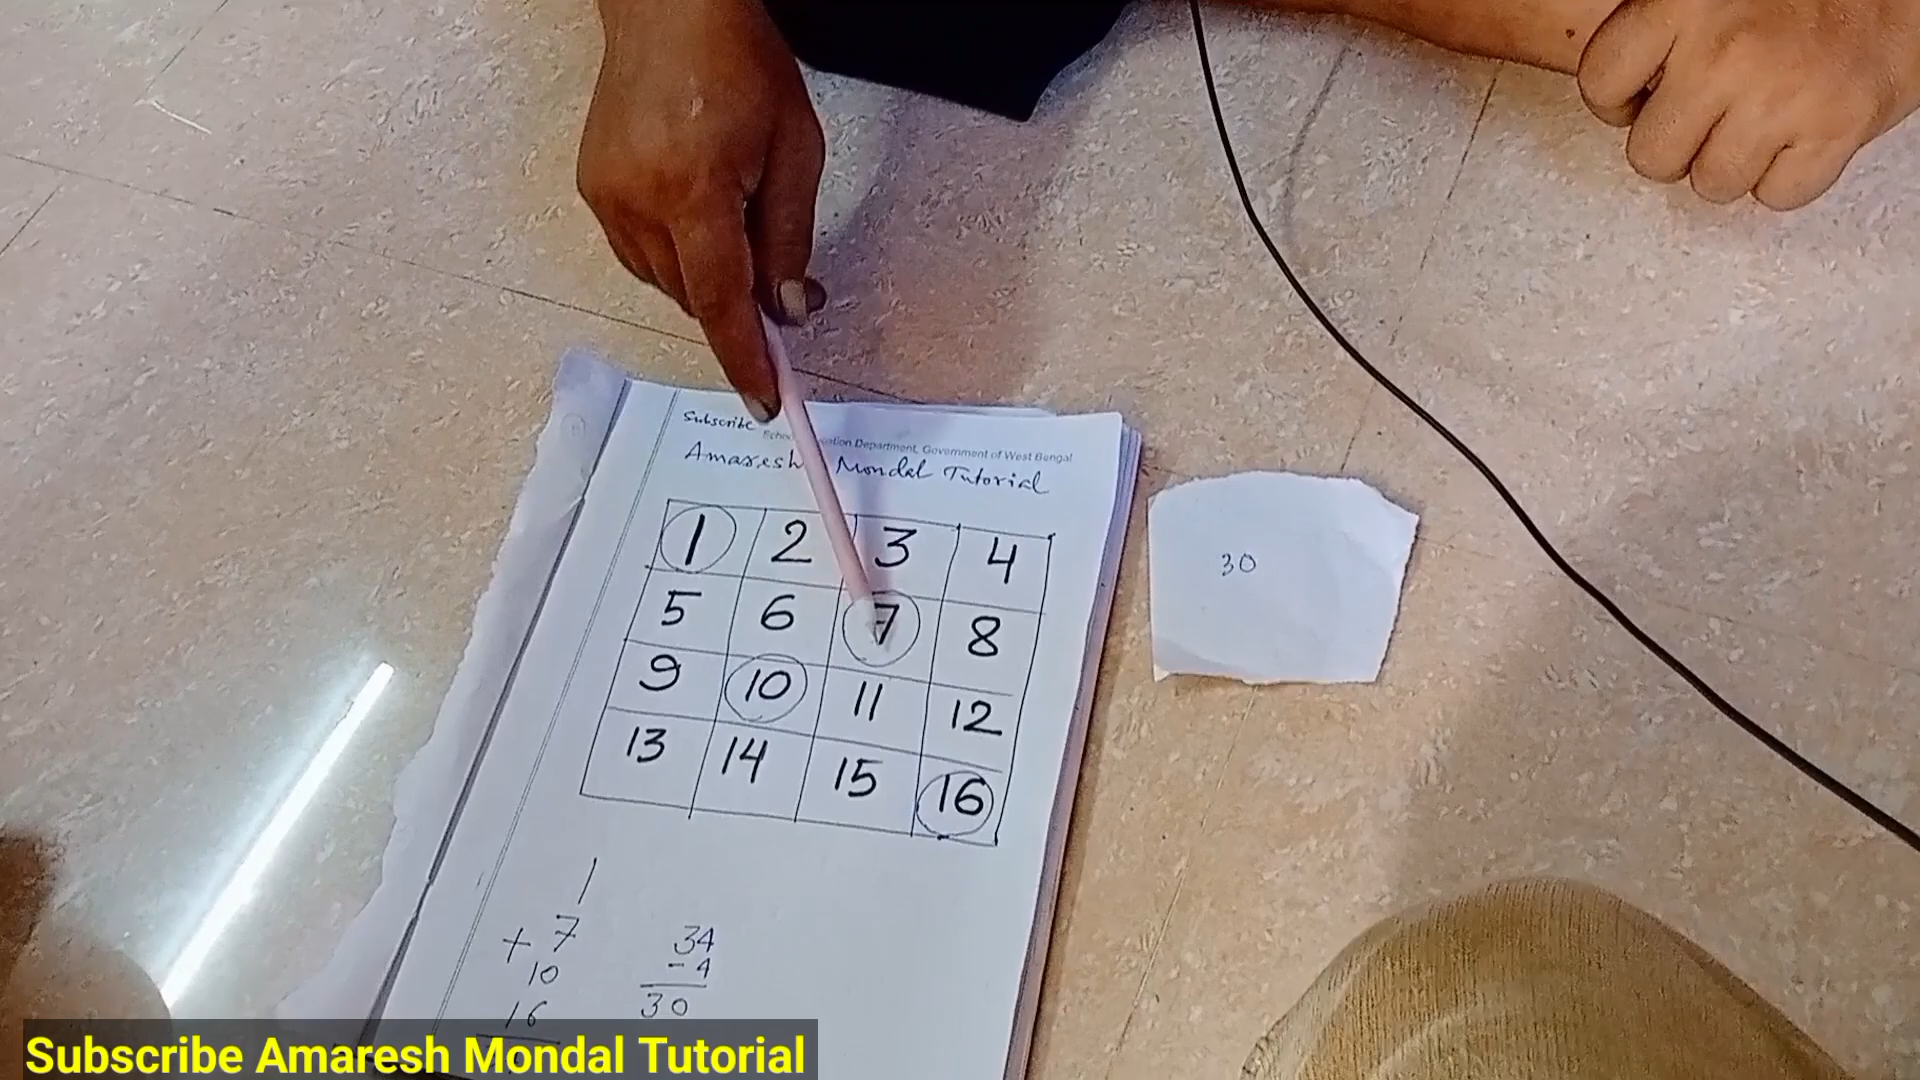 Subscribe
Education Department, Government of West Bengal
Amaresh Mondal Tutorial
1 2 3 4
5 6 7 8
9 10 11 12
13 14 15 16
30
1
+ 7
10
16
34
- 4
30
Subscribe Amaresh Mondal Tutorial